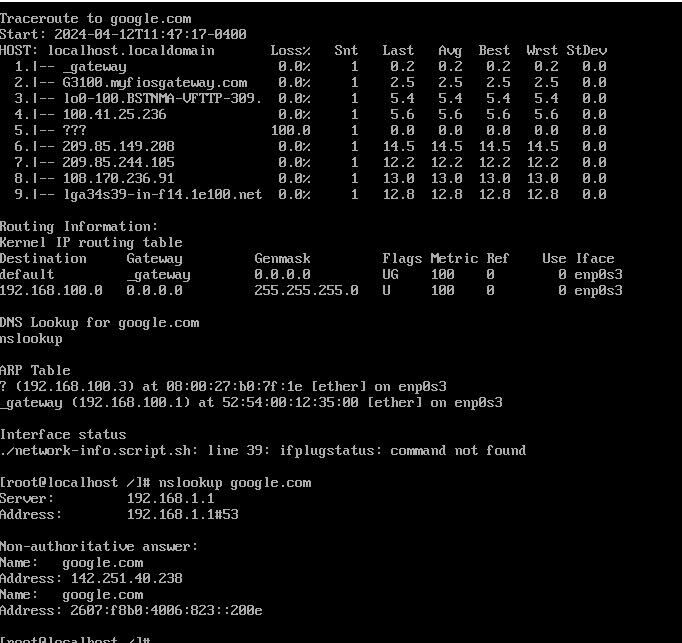 Traceroute to google.com
Start: 2024-04-12T11:47:17-0400
HOST: localhost.localdomain       Loss%   Snt   Last   Avg  Best  Wrst StDev
  1.|-- _gateway                   0.0%     1    0.2   0.2   0.2   0.2   0.0
  2.|-- G3100.myfiosgateway.com    0.0%     1    2.5   2.5   2.5   2.5   0.0
  3.|-- lo0-100.BSTNMA-VFTTP-309.  0.0%     1    5.4   5.4   5.4   5.4   0.0
  4.|-- 100.41.25.236              0.0%     1    5.6   5.6   5.6   5.6   0.0
  5.|-- ???                       100.0     1    0.0   0.0   0.0   0.0   0.0
  6.|-- 209.85.149.208             0.0%     1   14.5  14.5  14.5  14.5   0.0
  7.|-- 209.85.244.105             0.0%     1   12.2  12.2  12.2  12.2   0.0
  8.|-- 108.170.236.91             0.0%     1   13.0  13.0  13.0  13.0   0.0
  9.|-- lga34s39-in-f14.1e100.net  0.0%     1   12.8  12.8  12.8  12.8   0.0
Routing Information:
Kernel IP routing table
Destination     Gateway         Genmask         Flags Metric Ref    Use Iface
default         _gateway        0.0.0.0         UG    100    0        0 enp0s3
192.168.100.0   0.0.0.0         255.255.255.0   U     100    0        0 enp0s3
DNS Lookup for google.com
nslookup
ARP Table
? (192.168.100.3) at 08:00:27:b0:7f:1e [ether] on enp0s3
_gateway (192.168.100.1) at 52:54:00:12:35:00 [ether] on enp0s3
Interface status
./network-info.script.sh: line 39: ifplugstatus: command not found
[root@localhost /]# nslookup google.com
Server:         192.168.1.1
Address:        192.168.1.1#53
Non-authoritative answer:
Name:   google.com
Address: 142.251.40.238
Name:   google.com
Address: 2607:f8b0:4006:823::200e
[root@localhost /]#